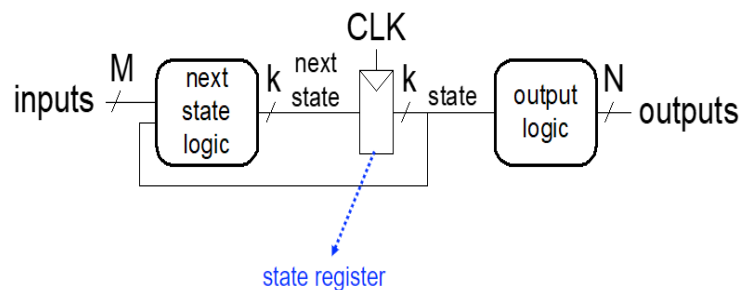 CLK
inputs
M
next
state
logic
k
next
state
k
state
output
logic
N
outputs
state register